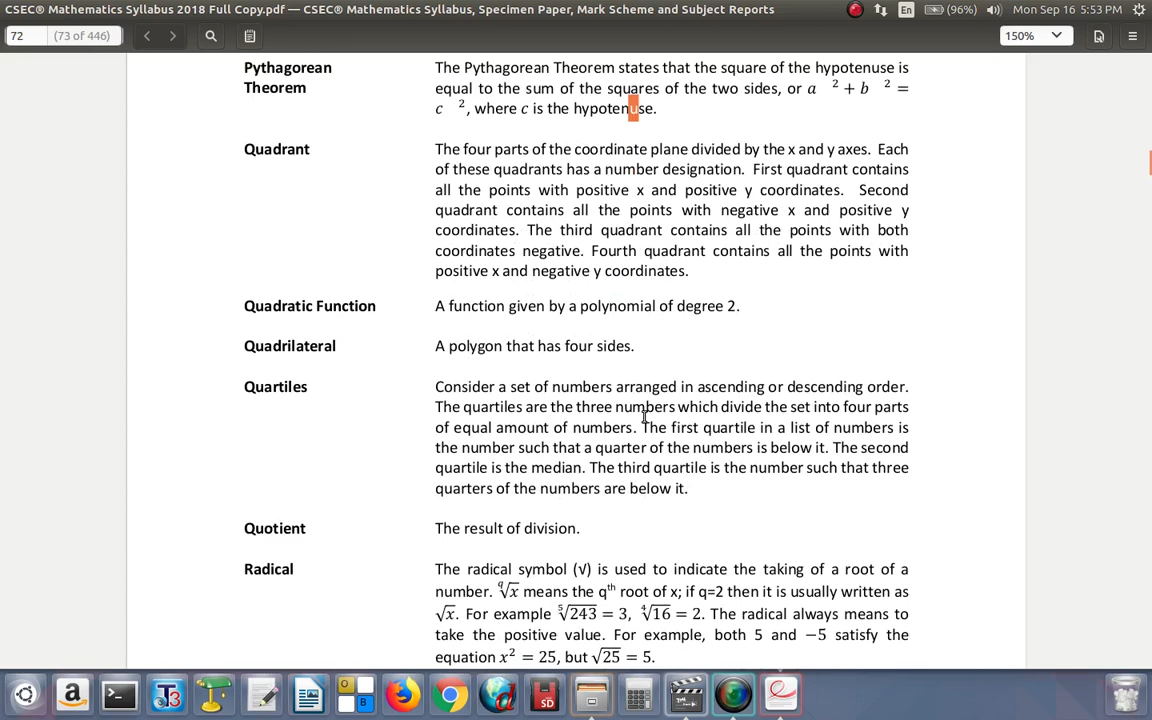 CSEC® Mathematics Syllabus 2018 Full Copy.pdf — CSEC® Mathematics Syllabus, Specimen Paper, Mark Scheme and Subject Reports En (96%) Mon Sep 16 5:53 PM
72 (73 of 446) 150%
Pythagorean The Pythagorean Theorem states that the square of the hypotenuse is
Theorem equal to the sum of the squares of the two sides, or a ² + b ² =
c ², where c is the hypotenuse.
Quadrant The four parts of the coordinate plane divided by the x and y axes. Each
of these quadrants has a number designation. First quadrant contains
all the points with positive x and positive y coordinates. Second
quadrant contains all the points with negative x and positive y
coordinates. The third quadrant contains all the points with both
coordinates negative. Fourth quadrant contains all the points with
positive x and negative y coordinates.
Quadratic Function A function given by a polynomial of degree 2.
Quadrilateral A polygon that has four sides.
Quartiles Consider a set of numbers arranged in ascending or descending order.
The quartiles are the three numbers which divide the set into four parts
of equal amount of numbers. The first quartile in a list of numbers is
the number such that a quarter of the numbers is below it. The second
quartile is the median. The third quartile is the number such that three
quarters of the numbers are below it.
Quotient The result of division.
Radical The radical symbol (√) is used to indicate the taking of a root of a
number. q√x means the qth root of x; if q=2 then it is usually written as
√x. For example 5√243 = 3, 4√16 = 2. The radical always means to
take the positive value. For example, both 5 and −5 satisfy the
equation x² = 25, but √25 = 5.
a T3 O B SD